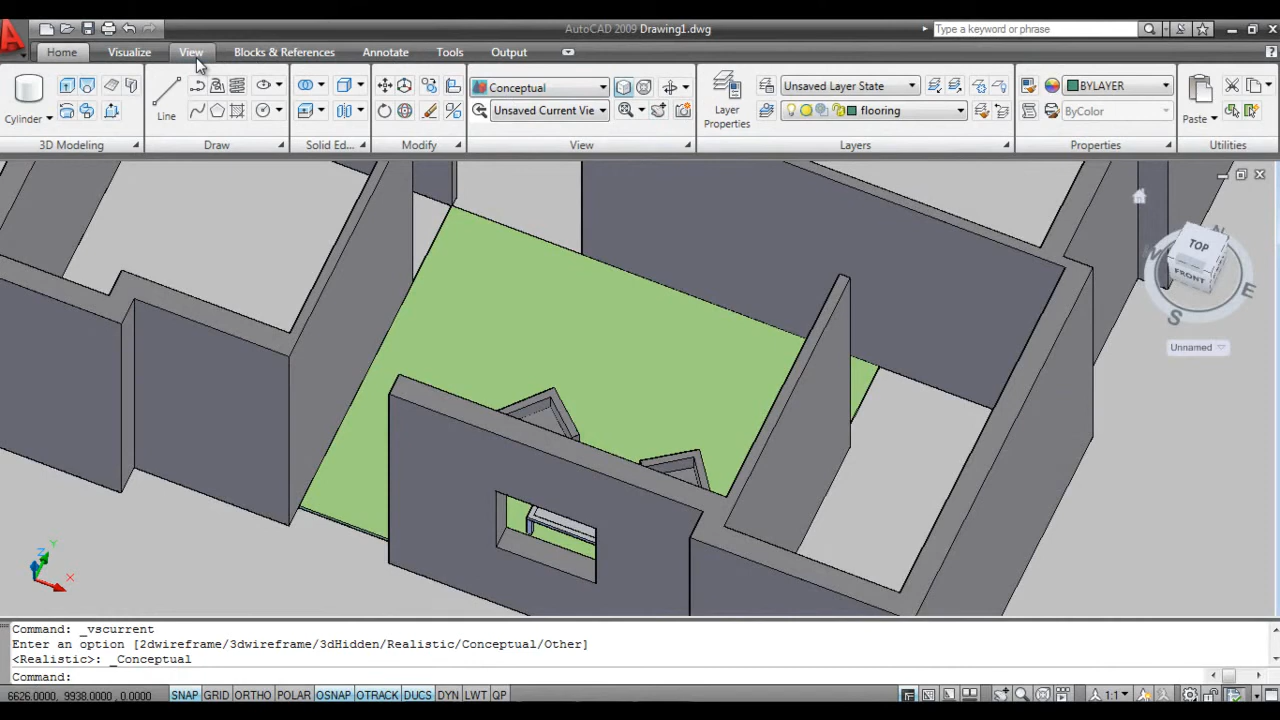 AutoCAD 2009 Drawing1.dwg
Type a keyword or phrase
Home Visualize View Blocks & References Annotate Tools Output
Conceptual
Unsaved Layer State
BYLAYER
Cylinder
Line
Unsaved Current Vie
Layer Properties
flooring
ByColor
Paste
3D Modeling Draw Solid Ed... Modify View Layers Properties Utilities
TOP
FRONT
N
W
E
S
Unnamed
Z
Y
X
Command: _vscurrent
Enter an option [2dwireframe/3dwireframe/3dHidden/Realistic/Conceptual/Other]
<Realistic>: _Conceptual
Command:
6626.0000, 9938.0000, 0.0000 SNAP GRID ORTHO POLAR OSNAP OTRACK DUCS DYN LWT QP 1:1